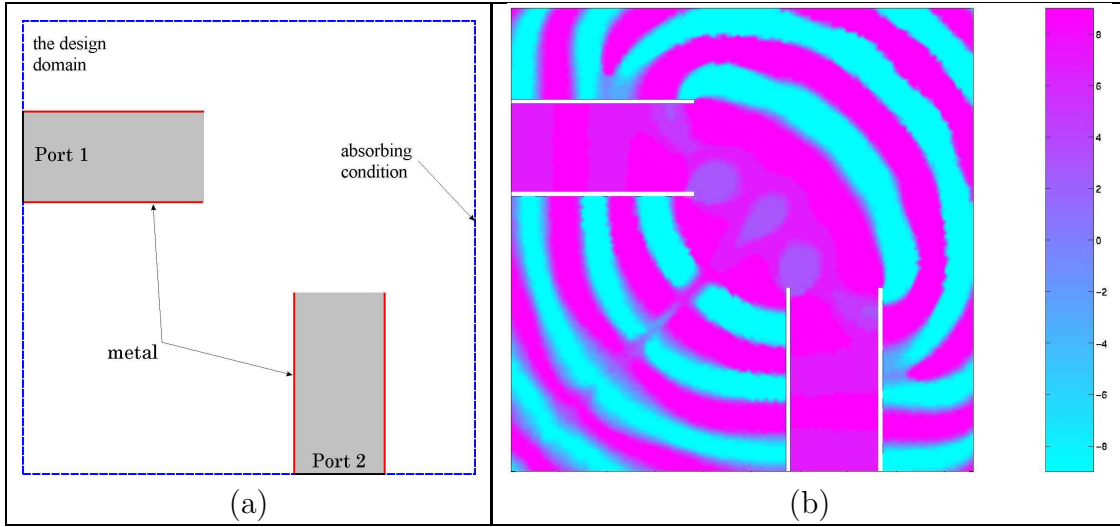 the design
domain
Port 1
absorbing
condition
metal
Port 2
(a)
8
6
4
2
0
-2
-4
-6
-8
(b)